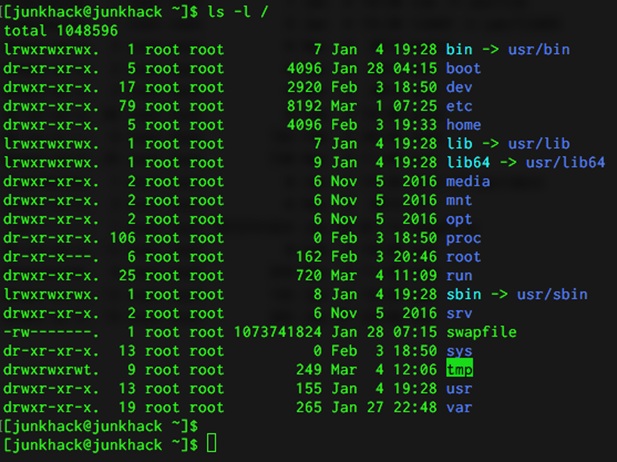 [junkhack@junkhack ~]$ ls -l /
total 1048596
lrwxrwxrwx.   1 root root          7 Jan  4 19:28 bin -> usr/bin
dr-xr-xr-x.   5 root root       4096 Jan 28 04:15 boot
drwxr-xr-x.  17 root root       2920 Feb  3 18:50 dev
drwxr-xr-x.  79 root root       8192 Mar  1 07:25 etc
drwxr-xr-x.   5 root root       4096 Feb  3 19:33 home
lrwxrwxrwx.   1 root root          7 Jan  4 19:28 lib -> usr/lib
lrwxrwxrwx.   1 root root          9 Jan  4 19:28 lib64 -> usr/lib64
drwxr-xr-x.   2 root root          6 Nov  5  2016 media
drwxr-xr-x.   2 root root          6 Nov  5  2016 mnt
drwxr-xr-x.   2 root root          6 Nov  5  2016 opt
dr-xr-xr-x. 106 root root          0 Feb  3 18:50 proc
dr-xr-x---.   6 root root        162 Feb  3 20:46 root
drwxr-xr-x.  25 root root        720 Mar  4 11:09 run
lrwxrwxrwx.   1 root root          8 Jan  4 19:28 sbin -> usr/sbin
drwxr-xr-x.   2 root root          6 Nov  5  2016 srv
-rw-------.   1 root root 1073741824 Jan 28 07:15 swapfile
dr-xr-xr-x.  13 root root          0 Feb  3 18:50 sys
drwxrwxrwt.   9 root root        249 Mar  4 12:06 tmp
drwxr-xr-x.  13 root root        155 Jan  4 19:28 usr
drwxr-xr-x.  19 root root        265 Jan 27 22:48 var
[junkhack@junkhack ~]$
[junkhack@junkhack ~]$